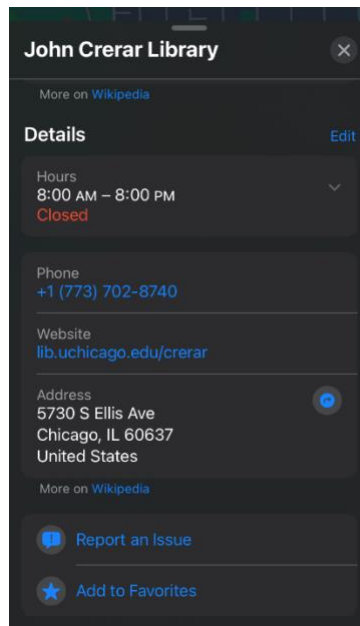 John Crerar Library
More on Wikipedia
Details
Edit
Hours
8:00 AM – 8:00 PM
Closed
Phone
+1 (773) 702-8740
Website
lib.uchicago.edu/crerar
Address
5730 S Ellis Ave
Chicago, IL 60637
United States
More on Wikipedia
Report an Issue
Add to Favorites